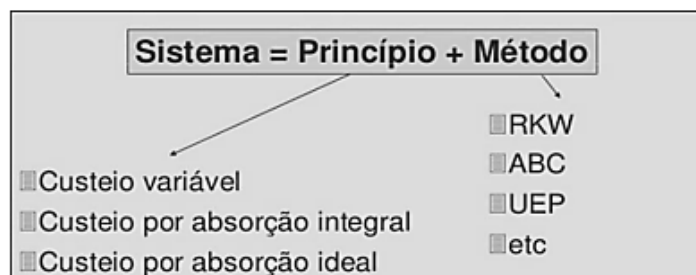 Sistema = Princípio + Método
Custeio variável
Custeio por absorção integral
Custeio por absorção ideal
RKW
ABC
UEP
etc